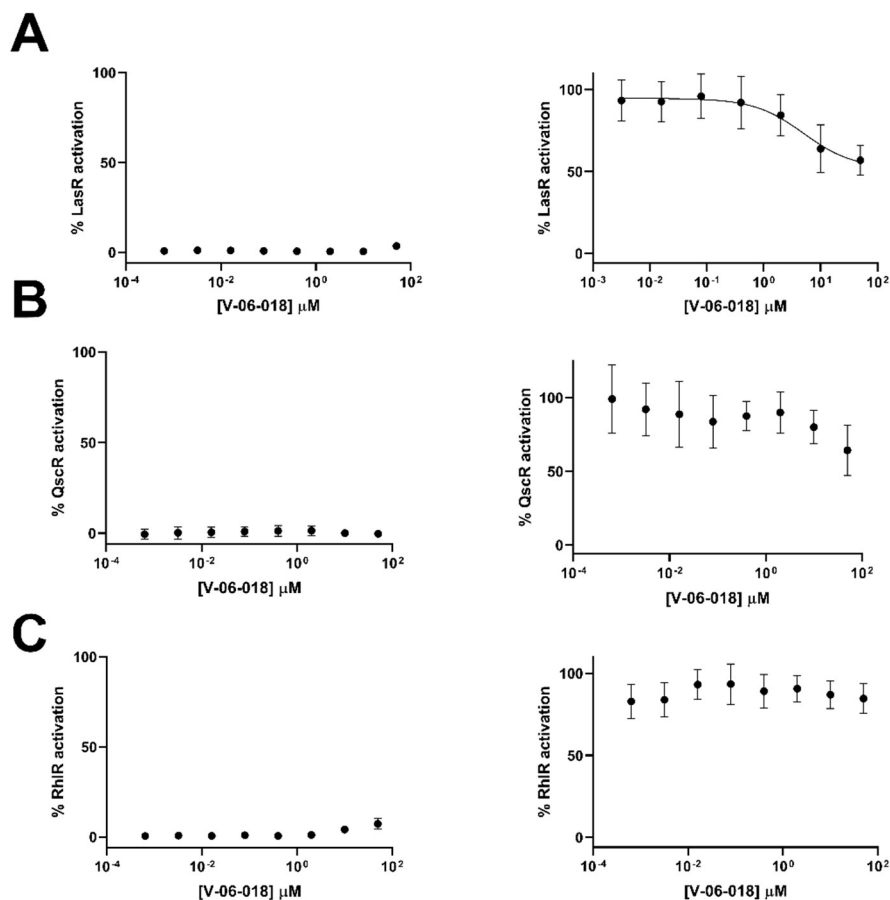 A
100
50
0
% LasR activation
10⁻⁴ 10⁻² 10⁰ 10²
[V-06-018] μM
100
50
0
% LasR activation
10⁻³ 10⁻² 10⁻¹ 10⁰ 10¹ 10²
[V-06-018] μM
B
100
50
0
% QscR activation
10⁻⁴ 10⁻² 10⁰ 10²
[V-06-018] μM
100
50
0
% QscR activation
10⁻⁴ 10⁻² 10⁰ 10²
[V-06-018] μM
C
100
50
0
% RhlR activation
10⁻⁴ 10⁻² 10⁰ 10²
[V-06-018] μM
100
50
0
% RhlR activation
10⁻⁴ 10⁻² 10⁰ 10²
[V-06-018] μM